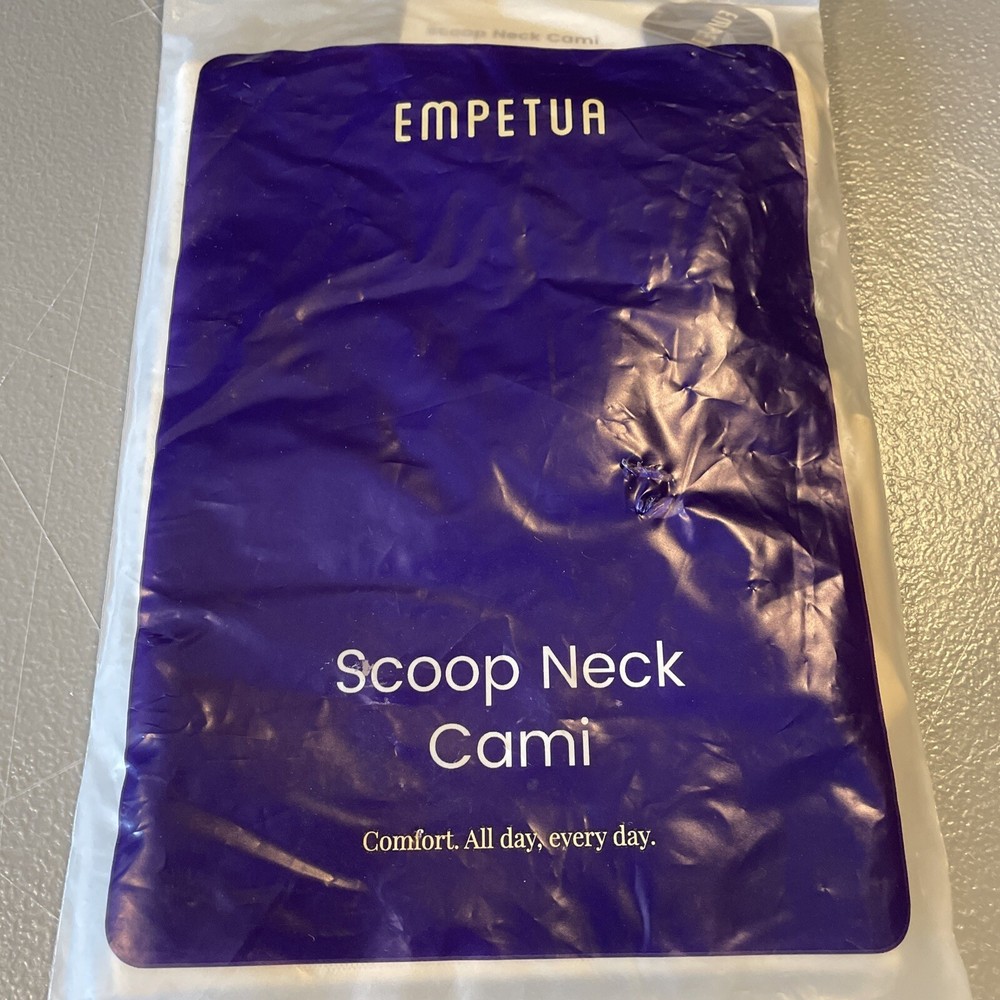 Scoop Neck Cami
EMPETUA
Scoop Neck
Cami
Comfort. All day, every day.